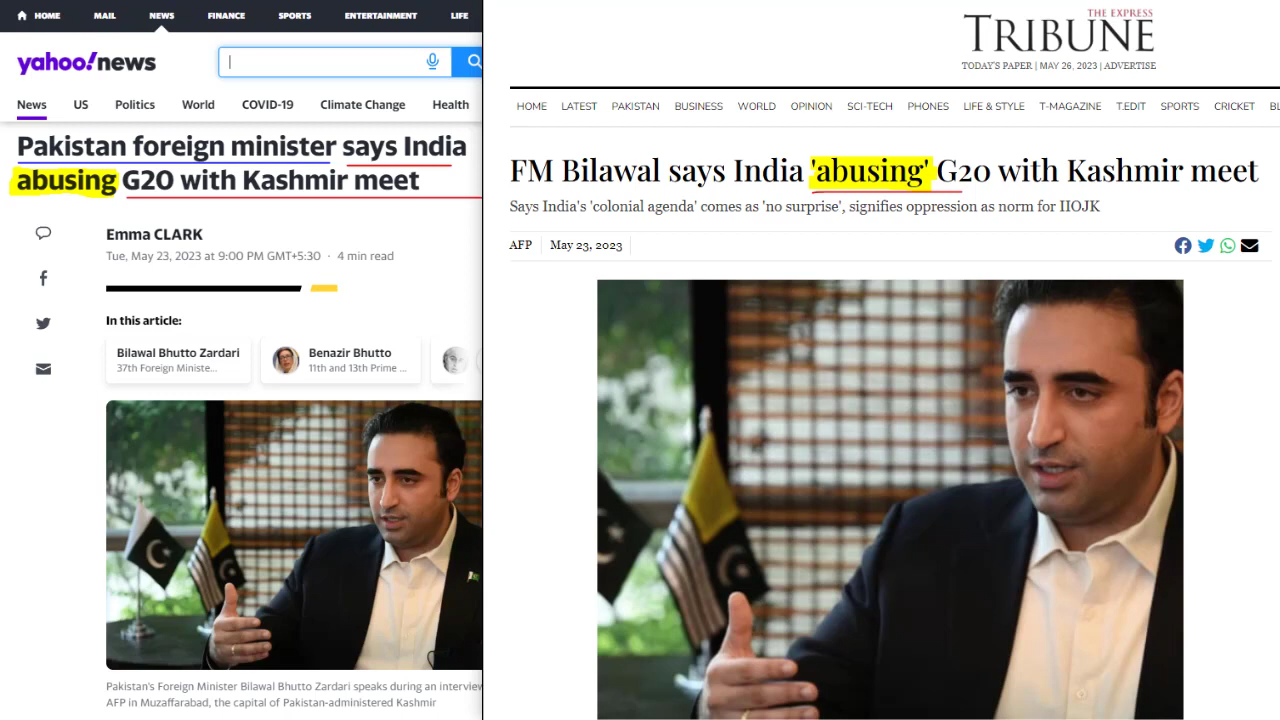 HOME MAIL NEWS FINANCE SPORTS ENTERTAINMENT LIFE
yahoo!news
News US Politics World COVID-19 Climate Change Health
Pakistan foreign minister says India
abusing G20 with Kashmir meet
Emma CLARK
Tue, May 23, 2023 at 9:00 PM GMT+5:30 · 4 min read
In this article:
Bilawal Bhutto Zardari
37th Foreign Ministe...
Benazir Bhutto
11th and 13th Prime ...
Pakistan's Foreign Minister Bilawal Bhutto Zardari speaks during an interview
AFP in Muzaffarabad, the capital of Pakistan-administered Kashmir
THE EXPRESS
TRIBUNE
TODAY'S PAPER | MAY 26, 2023 | ADVERTISE
HOME LATEST PAKISTAN BUSINESS WORLD OPINION SCI-TECH PHONES LIFE & STYLE T-MAGAZINE T.EDIT SPORTS CRICKET BL
FM Bilawal says India 'abusing' G20 with Kashmir meet
Says India's 'colonial agenda' comes as 'no surprise', signifies oppression as norm for IIOJK
AFP May 23, 2023